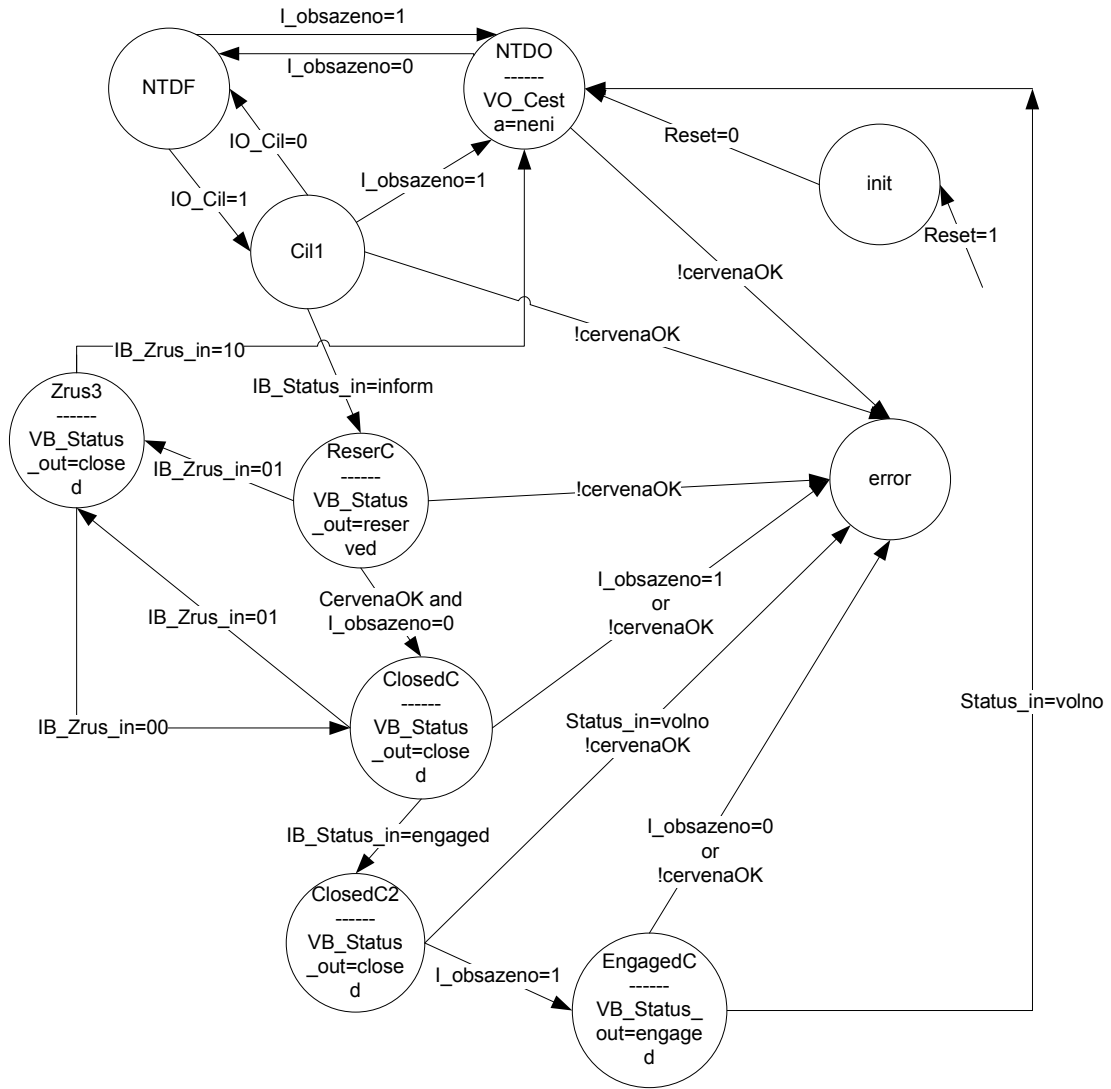 I_obsazeno=1
I_obsazeno=0
NTDF
NTDO
------
VO_Cest
a=neni
IO_Cil=0
IO_Cil=1
I_obsazeno=1
Reset=0
init
Reset=1
Cil1
!cervenaOK
!cervenaOK
IB_Zrus_in=10
IB_Status_in=inform
Zrus3
------
VB_Status
_out=close
d
IB_Zrus_in=01
ReserC
------
VB_Status
_out=reser
ved
!cervenaOK
error
I_obsazeno=1
or
!cervenaOK
CervenaOK and
I_obsazeno=0
IB_Zrus_in=01
ClosedC
------
VB_Status
_out=close
d
IB_Zrus_in=00
Status_in=volno
!cervenaOK
Status_in=volno
IB_Status_in=engaged
I_obsazeno=0
or
!cervenaOK
ClosedC2
------
VB_Status
_out=close
d
I_obsazeno=1
EngagedC
------
VB_Status_
out=engage
d